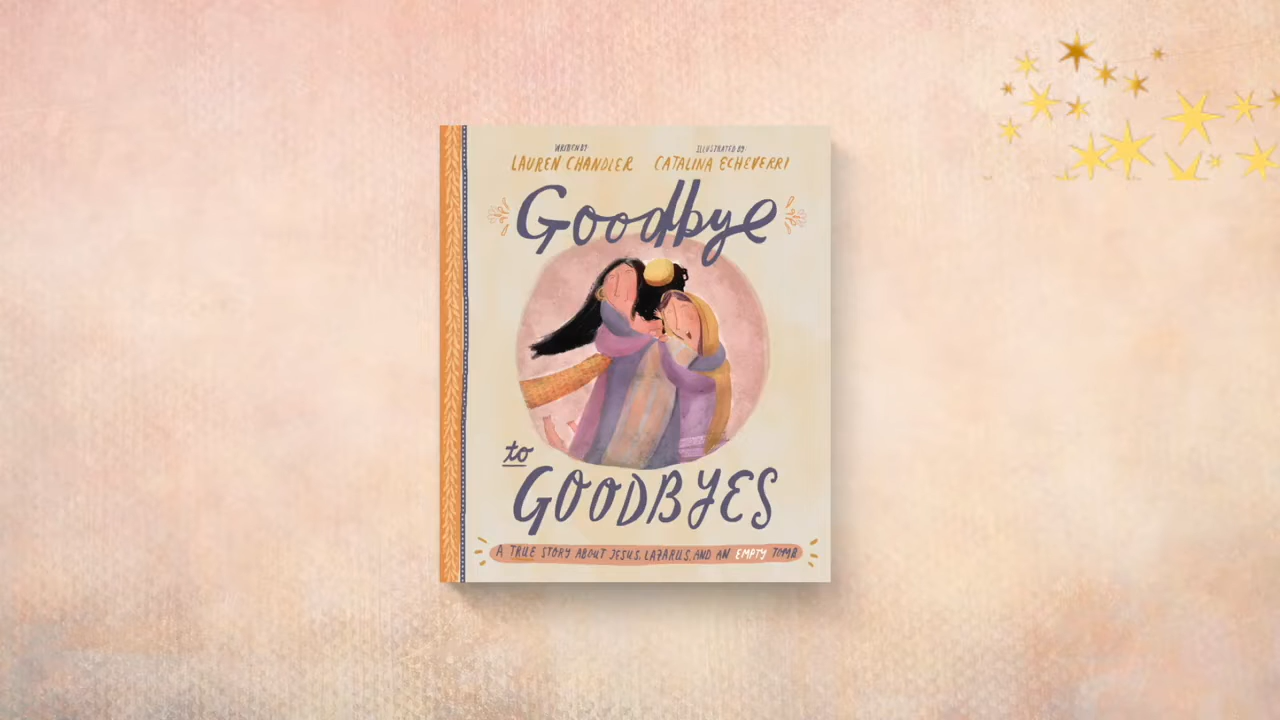 WRITTEN BY
ILLUSTRATED BY
LAUREN CHANDLER
CATALINA ECHEVERRI
Goodbye
to
GOODBYES
A TRUE STORY ABOUT JESUS, LAZARUS, AND AN EMPTY TOMB